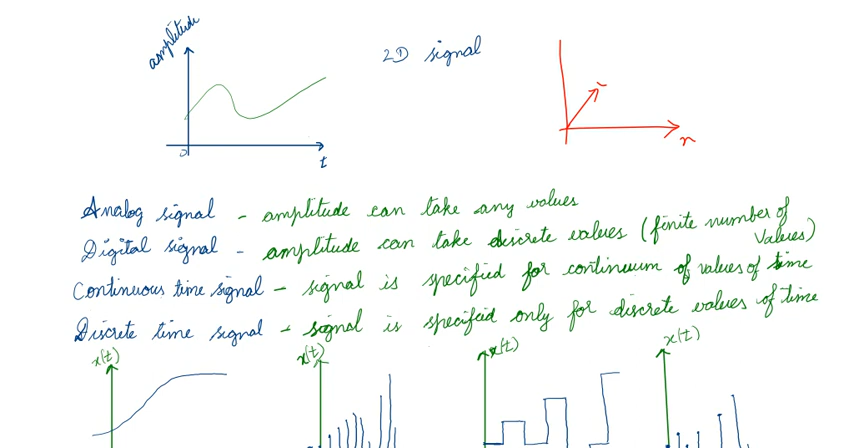 amplitude
2D signal
0
t
Analog signal - amplitude can take any values
Digital signal - amplitude can take discrete values (finite number of values)
Continuous time signal - signal is specified for continuum of values of time
Discrete time signal - signal is specified only for discrete values of time
x(t) x(t) x(t) x(t)